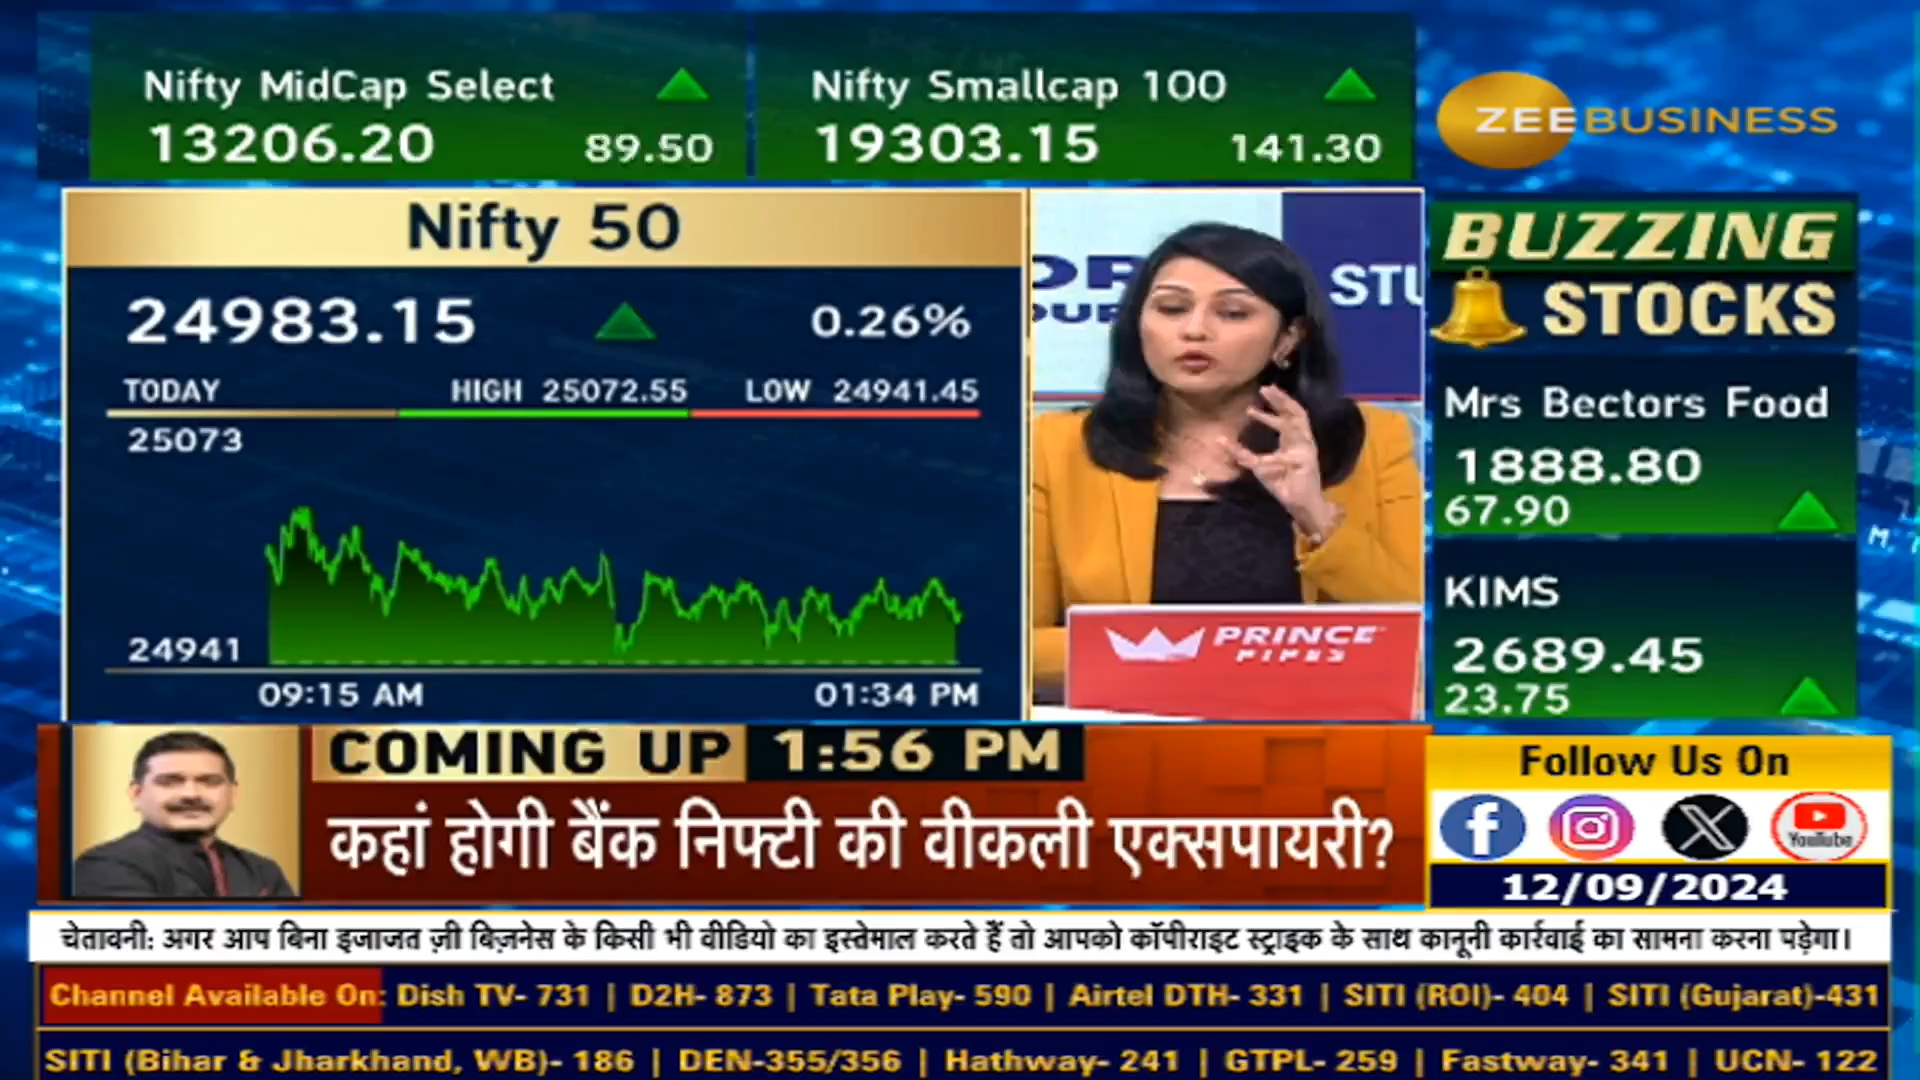 Nifty MidCap Select
13206.20 89.50
Nifty Smallcap 100
19303.15 141.30
ZEEBUSINESS
Nifty 50
24983.15 0.26%
TODAY HIGH 25072.55 LOW 24941.45
25073
24941
09:15 AM 01:34 PM
STU
PRINCE
PIPES
BUZZING
STOCKS
Mrs Bectors Food
1888.80
67.90
KIMS
2689.45
23.75
COMING UP 1:56 PM
कहां होगी बैंक निफ्टी की वीकली एक्सपायरी?
Follow Us On
YouTube
12/09/2024
चेतावनी: अगर आप बिना इजाजत ज़ी बिज़नेस के किसी भी वीडियो का इस्तेमाल करते हैं तो आपको कॉपीराइट स्ट्राइक के साथ कानूनी कार्रवाई का सामना करना पड़ेगा।
Channel Available On: Dish TV- 731 | D2H- 873 | Tata Play- 590 | Airtel DTH- 331 | SITI (ROI)- 404 | SITI (Gujarat)-431
SITI (Bihar & Jharkhand, WB)- 186 | DEN-355/356 | Hathway- 241 | GTPL- 259 | Fastway- 341 | UCN- 122